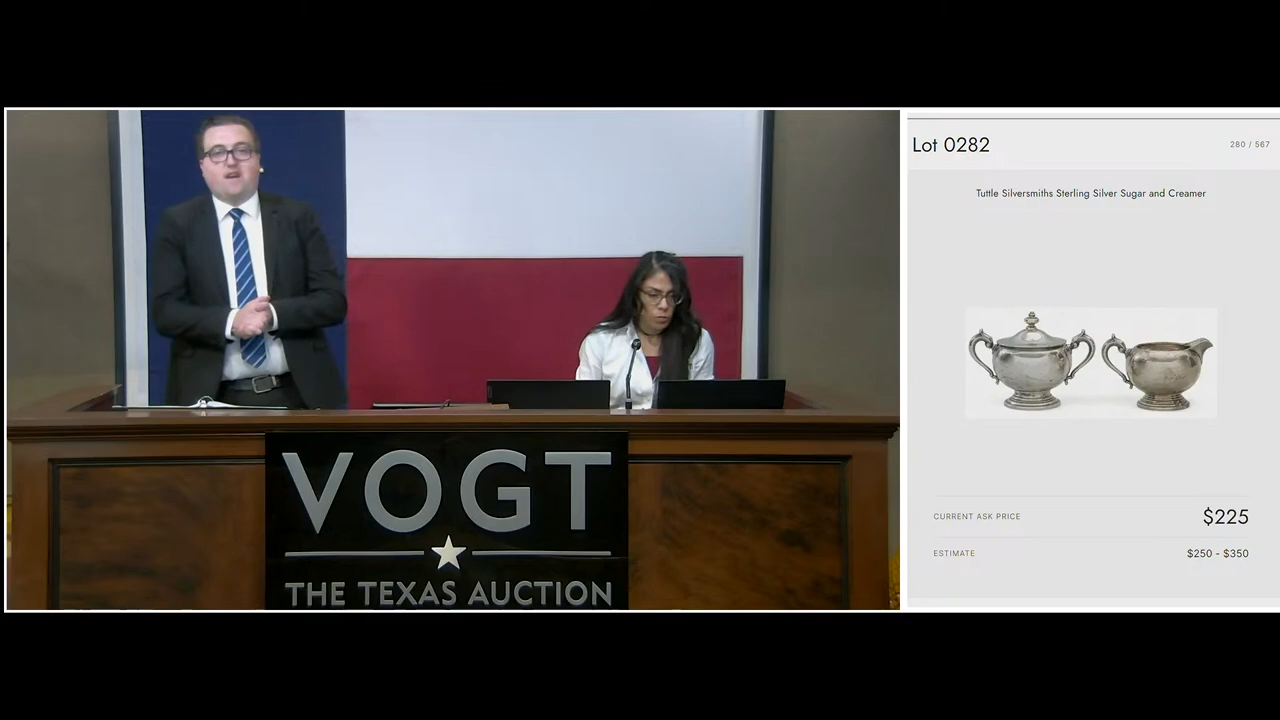 VOGT
THE TEXAS AUCTION
Lot 0282
280 / 567
Tuttle Silversmiths Sterling Silver Sugar and Creamer
CURRENT ASK PRICE
$225
ESTIMATE
$250 - $350